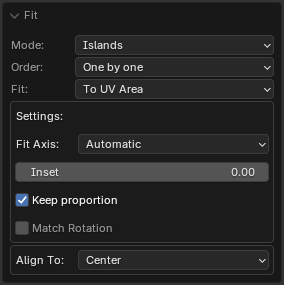 Fit
Mode: Islands
Order: One by one
Fit: To UV Area
Settings:
Fit Axis: Automatic
Inset 0.00
Keep proportion
Match Rotation
Align To: Center